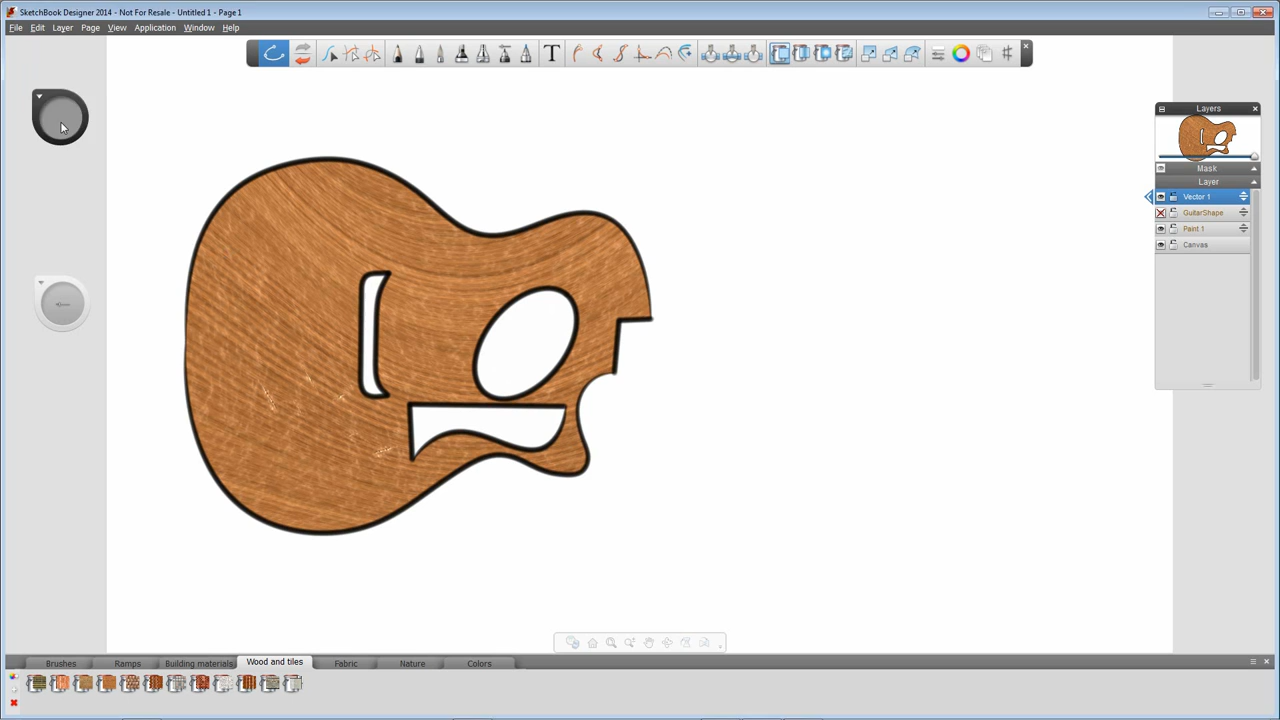 SketchBook Designer 2014 - Not For Resale - Untitled 1 - Page 1
File Edit Layer Page View Application Window Help
T
Layers
Mask
Layer
Vector 1
GuitarShape
Paint 1
Canvas
Brushes Ramps Building materials Wood and tiles Fabric Nature Colors